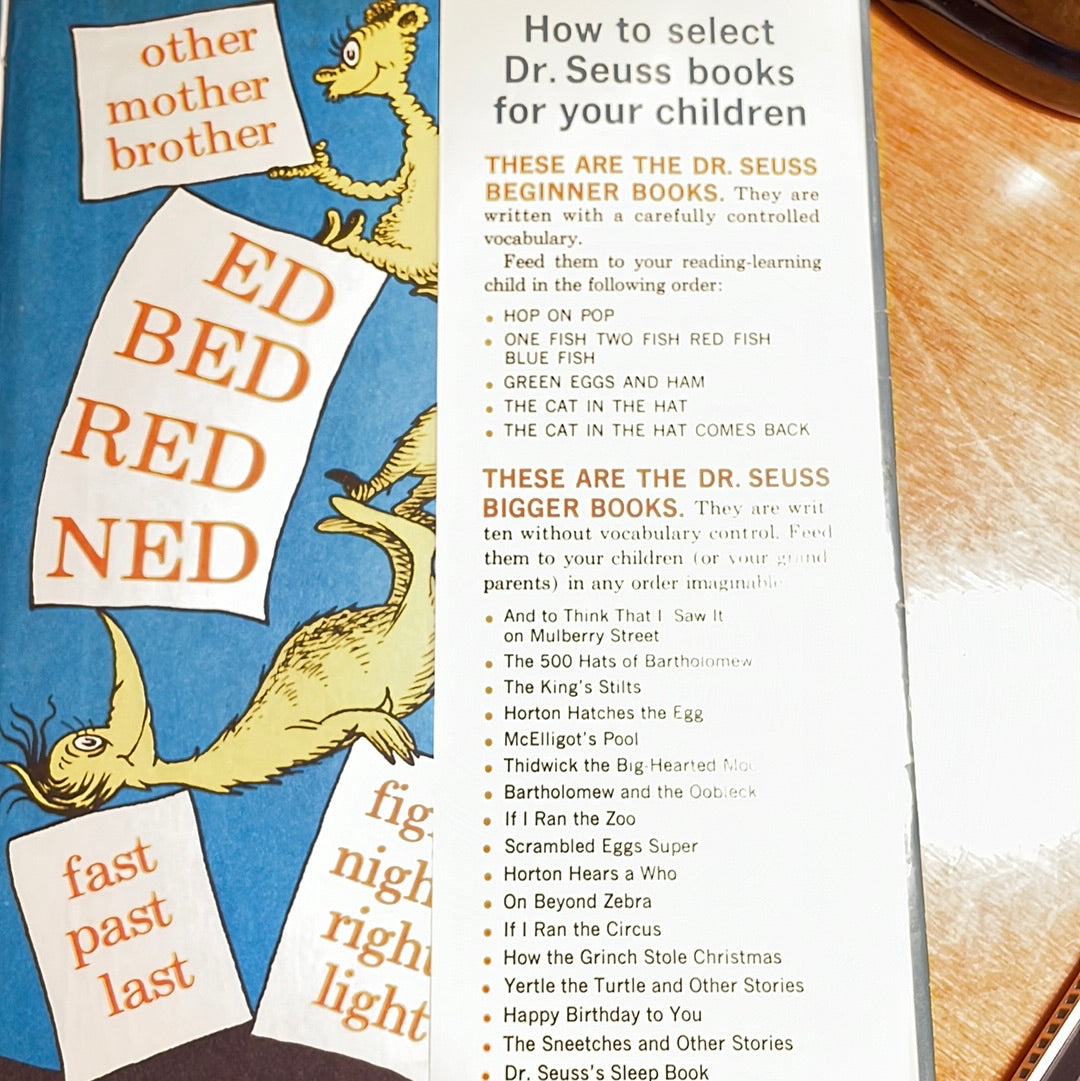 other
mother
brother
ED
BED
RED
NED
fast
past
last
right
light
How to select
Dr. Seuss books
for your children
THESE ARE THE DR. SEUSS
BEGINNER BOOKS. They are
written with a carefully controlled
vocabulary.
Feed them to your reading-learning
child in the following order:
• HOP ON POP
• ONE FISH TWO FISH RED FISH
BLUE FISH
• GREEN EGGS AND HAM
• THE CAT IN THE HAT
• THE CAT IN THE HAT COMES BACK
THESE ARE THE DR. SEUSS
BIGGER BOOKS. They are writ
ten without vocabulary control. Feed
them to your children (or your grand
parents) in any order imaginable
• And to Think That I Saw It
on Mulberry Street
• The 500 Hats of Bartholomew
• The King's Stilts
• Horton Hatches the Egg
• McElligot's Pool
• Thidwick the Big-Hearted
• Bartholomew and the Oobleck
• If I Ran the Zoo
• Scrambled Eggs Super
• Horton Hears a Who
• On Beyond Zebra
• If I Ran the Circus
• How the Grinch Stole Christmas
• Yertle the Turtle and Other Stories
• Happy Birthday to You
• The Sneetches and Other Stories
• Dr. Seuss's Sleep Book